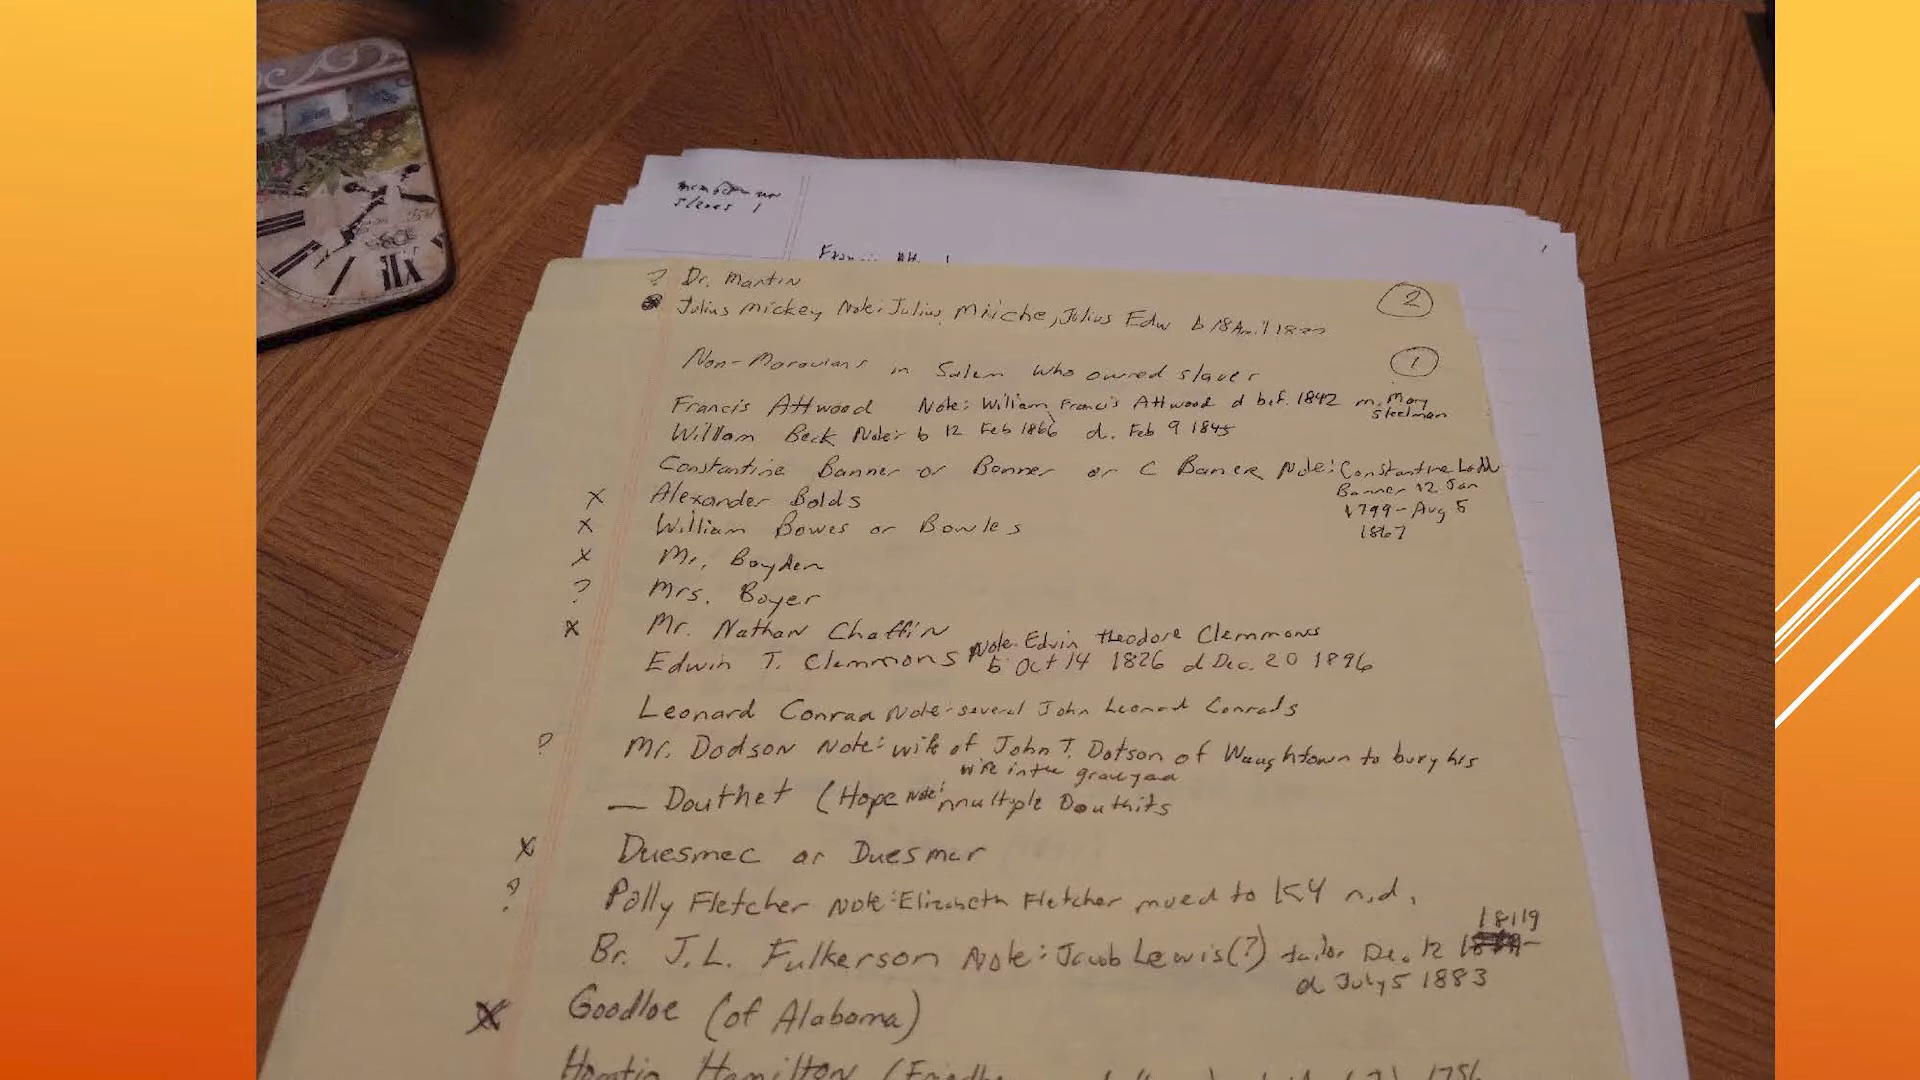 slaves 1
? Dr. Martin
Julius Mickey Note: Julius Miiche, Julius Edw b 18 April
2
Non-Moravians in Salem who owned slaves
1
Francis Attwood Note: William Francis Attwood d bef. 1842 m. Mary
Steelman
William Beck Note: b 12 Feb 1866 d. Feb 9 1845
Constantine Banner or Bonner or C Baner Note: Constantine Ladd
Banner 12 Jan
1799 - Aug 5
1867
X Alexander Bolds
X William Bowes or Bowles
X Mr. Boyden
? Mrs. Boyer
X Mr. Nathan Chaffin
Note: Edwin Theodore Clemmons
Edwin T. Clemmons b Oct 14 1826 d Dec. 20 1896
Leonard Conrad Note: several John Leonard Conrads
? Mr. Dodson Note: wife of John T. Dotson of Waughtown to bury his
wife in the graveyard
— Douthet (Hope Note: multiple Douthits
X Duesmec or Duesmer
? Polly Fletcher Note: Elizabeth Fletcher moved to KY n.d.
1819
Br. J.L. Fulkerson Note: Jacob Lewis(?) tailor Dec. 12
d July 5 1883
X Goodloe (of Alabama)
Horatio Hamilton 1756